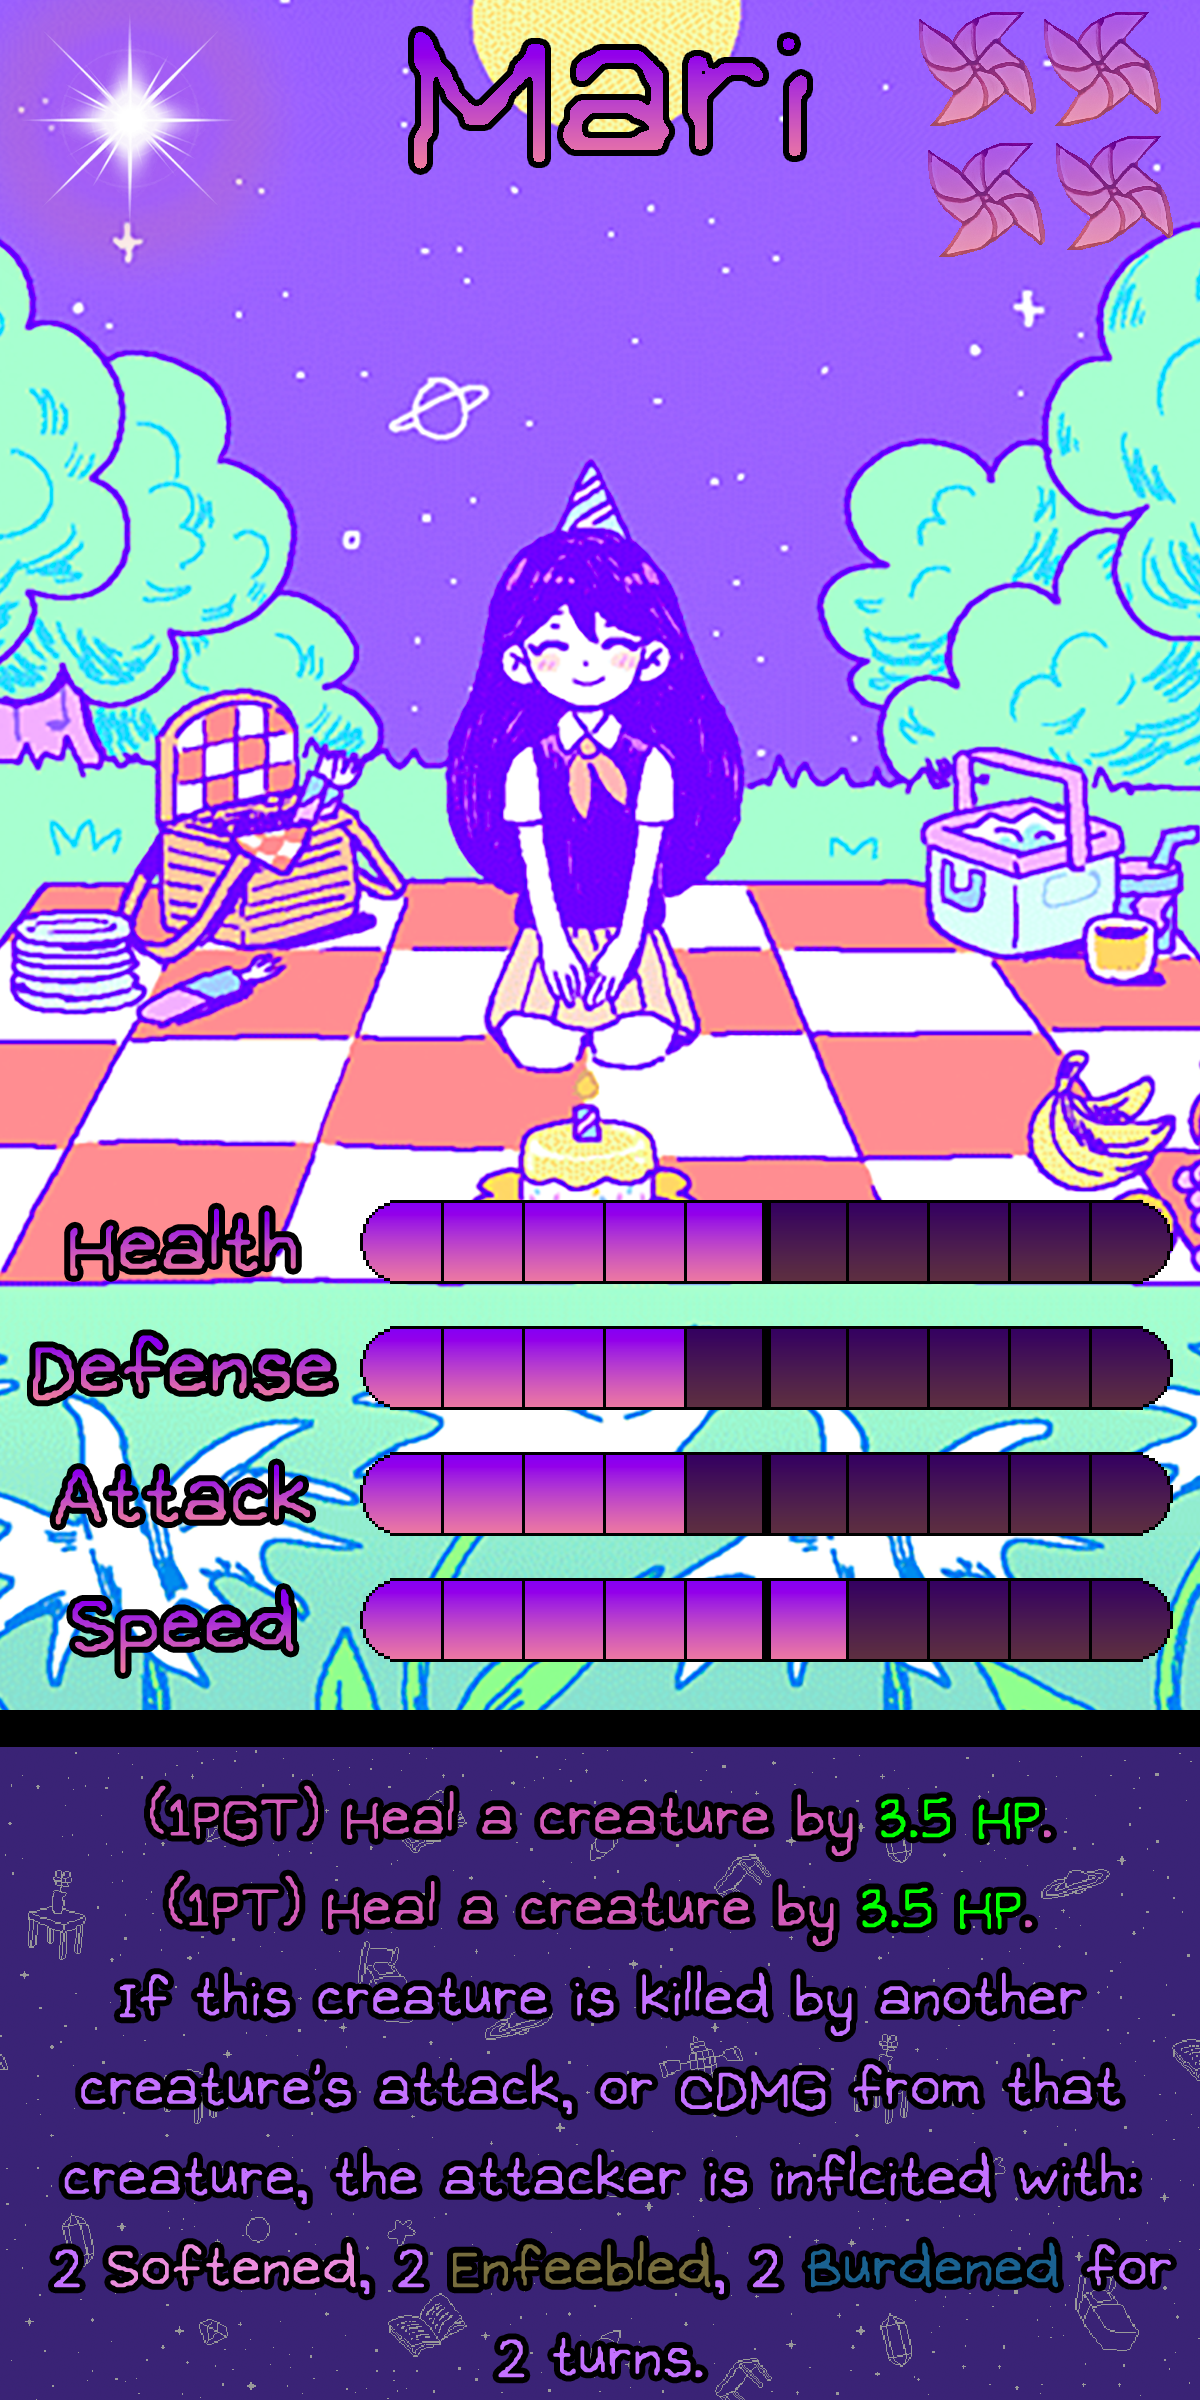 Mari
Health
Defense
Attack
Speed
(1PGT) Heal a creature by 3.5 HP.
(1PT) Heal a creature by 3.5 HP.
If this creature is killed by another
creature's attack, or CDMG from that
creature, the attacker is inflcited with:
2 Softened, 2 Enfeebled, 2 Burdened for
2 turns.